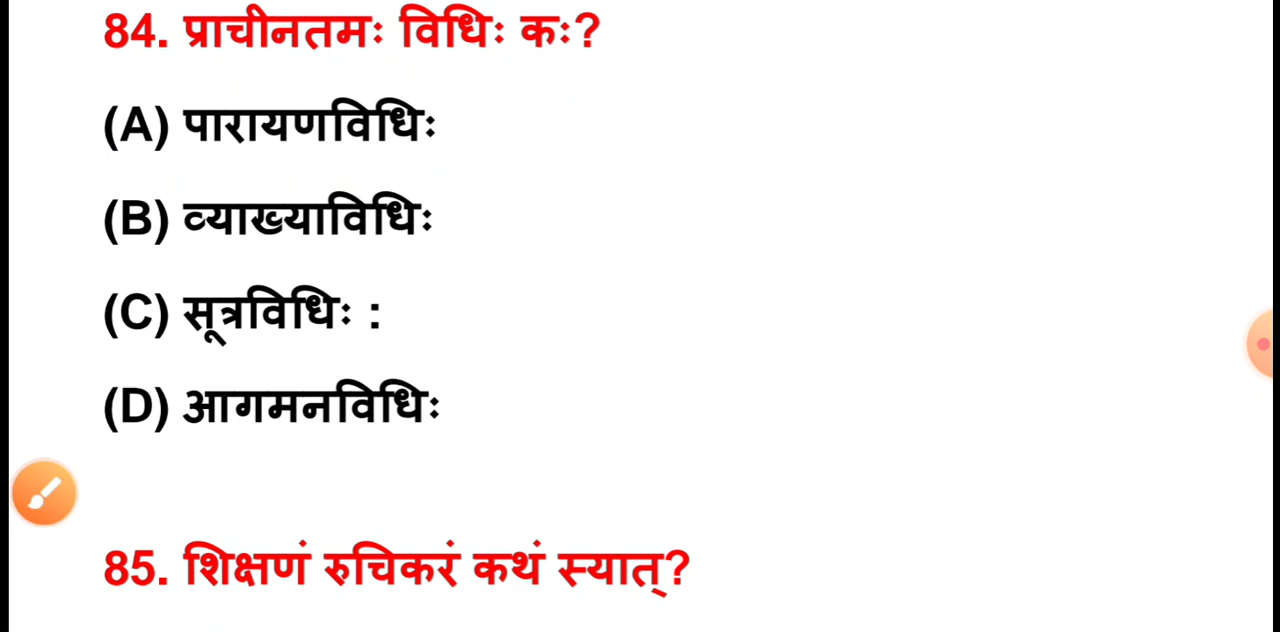 84. प्राचीनतमः विधिः कः?
(A) पारायणविधिः
(B) व्याख्याविधिः
(C) सूत्रविधिः :
(D) आगमनविधिः
85. शिक्षणं रुचिकरं कथं स्यात्?